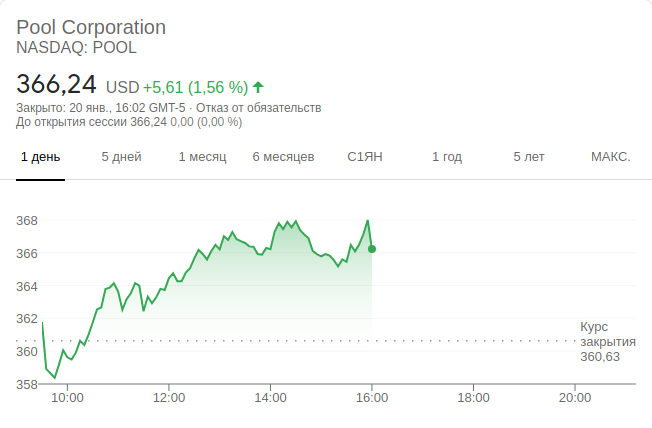 Pool Corporation
NASDAQ: POOL
366,24 USD +5,61 (1,56 %)
Закрыто: 20 янв., 16:02 GMT-5 · Отказ от обязательств
До открытия сессии 366,24 0,00 (0,00 %)
1 день 5 дней 1 месяц 6 месяцев С1ЯН 1 год 5 лет МАКС.
368
366
364
362
360
358
Курс
закрытия
360,63
10:00 12:00 14:00 16:00 18:00 20:00